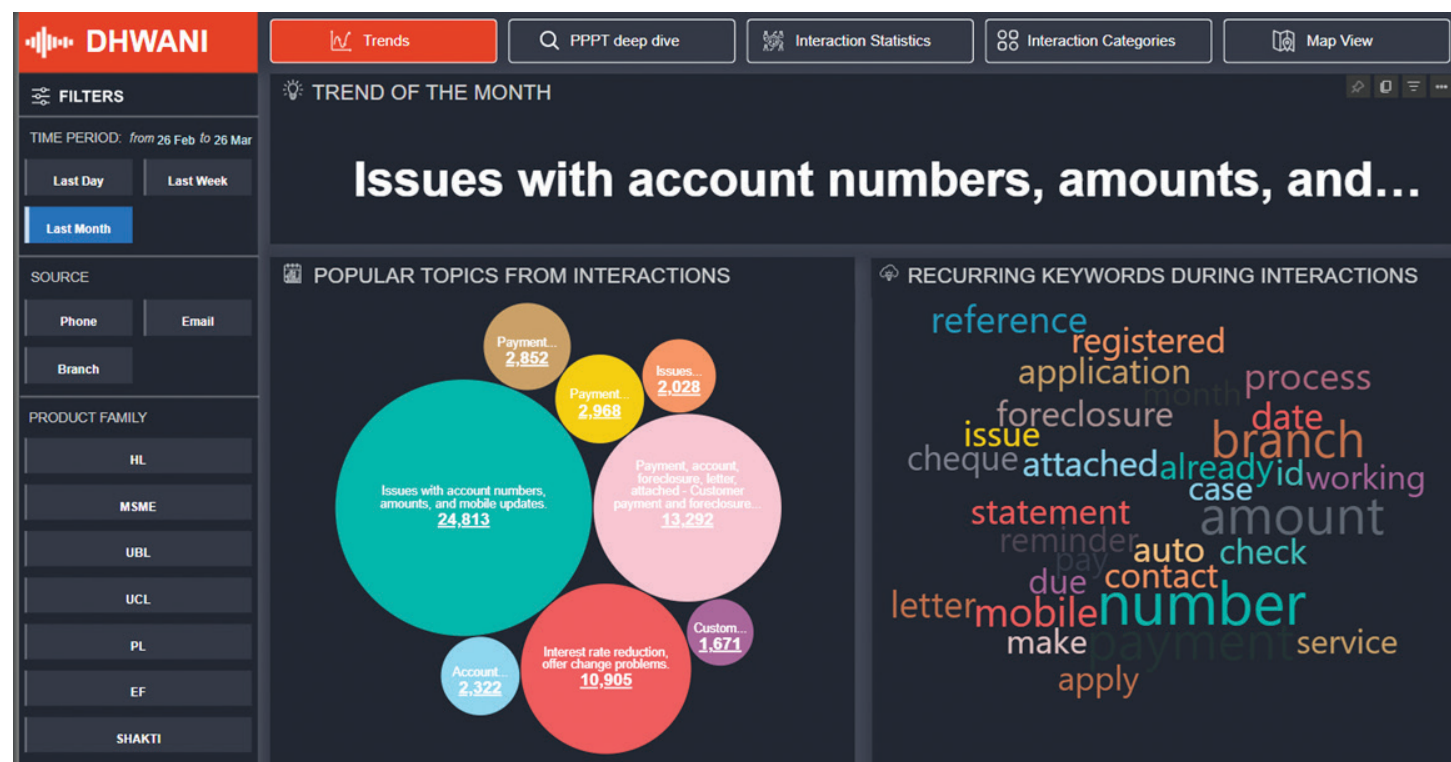 DHWANI
Trends
PPPT deep dive
Interaction Statistics
Interaction Categories
Map View
FILTERS
TIME PERIOD: from 26 Feb to 26 Mar
Last Day
Last Week
Last Month
SOURCE
Phone
Email
Branch
PRODUCT FAMILY
HL
MSME
UBL
UCL
PL
EF
SHAKTI
TREND OF THE MONTH
Issues with account numbers, amounts, and...
POPULAR TOPICS FROM INTERACTIONS
Payment...
2,852
Payment...
2,968
Issues...
2,028
Issues with account numbers,
amounts, and mobile updates.
24,813
Payment, account,
foreclosure, letter,
attached - Customer
payment and foreclosure...
13,292
Account...
2,322
Interest rate reduction,
offer change problems.
10,905
Custom...
1,671
RECURRING KEYWORDS DURING INTERACTIONS
reference
registered
application
process
month
foreclosure
date
issue
branch
cheque
attached
already
id
working
case
statement
amount
reminder
auto
check
pay
due
contact
letter
mobile
number
make
payment
service
apply